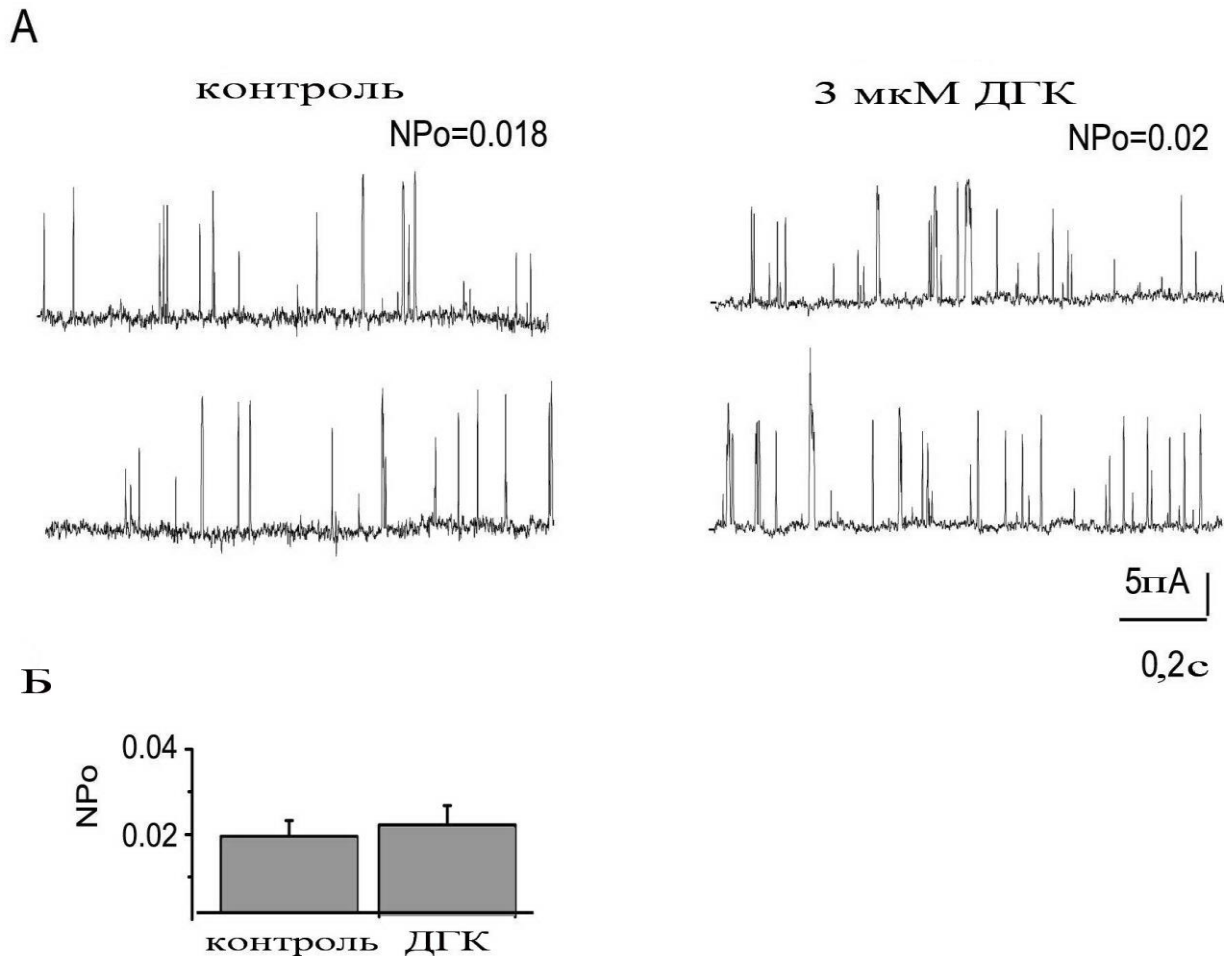 А
контроль
NPo=0.018
3 мкМ ДГК
NPo=0.02
5пА
0,2с
Б
0.04
0.02
NPo
контроль
ДГК